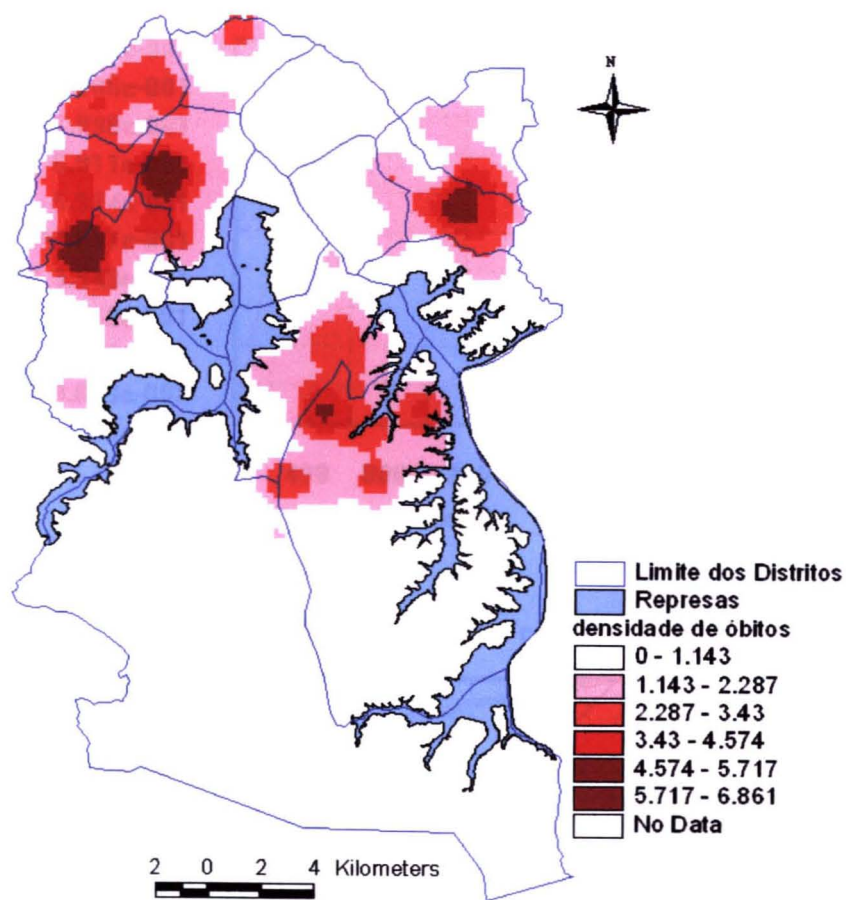 N
Limite dos Distritos
Represas
densidade de óbitos
0 - 1.143
1.143 - 2.287
2.287 - 3.43
3.43 - 4.574
4.574 - 5.717
5.717 - 6.861
No Data
2 0 2 4 Kilometers